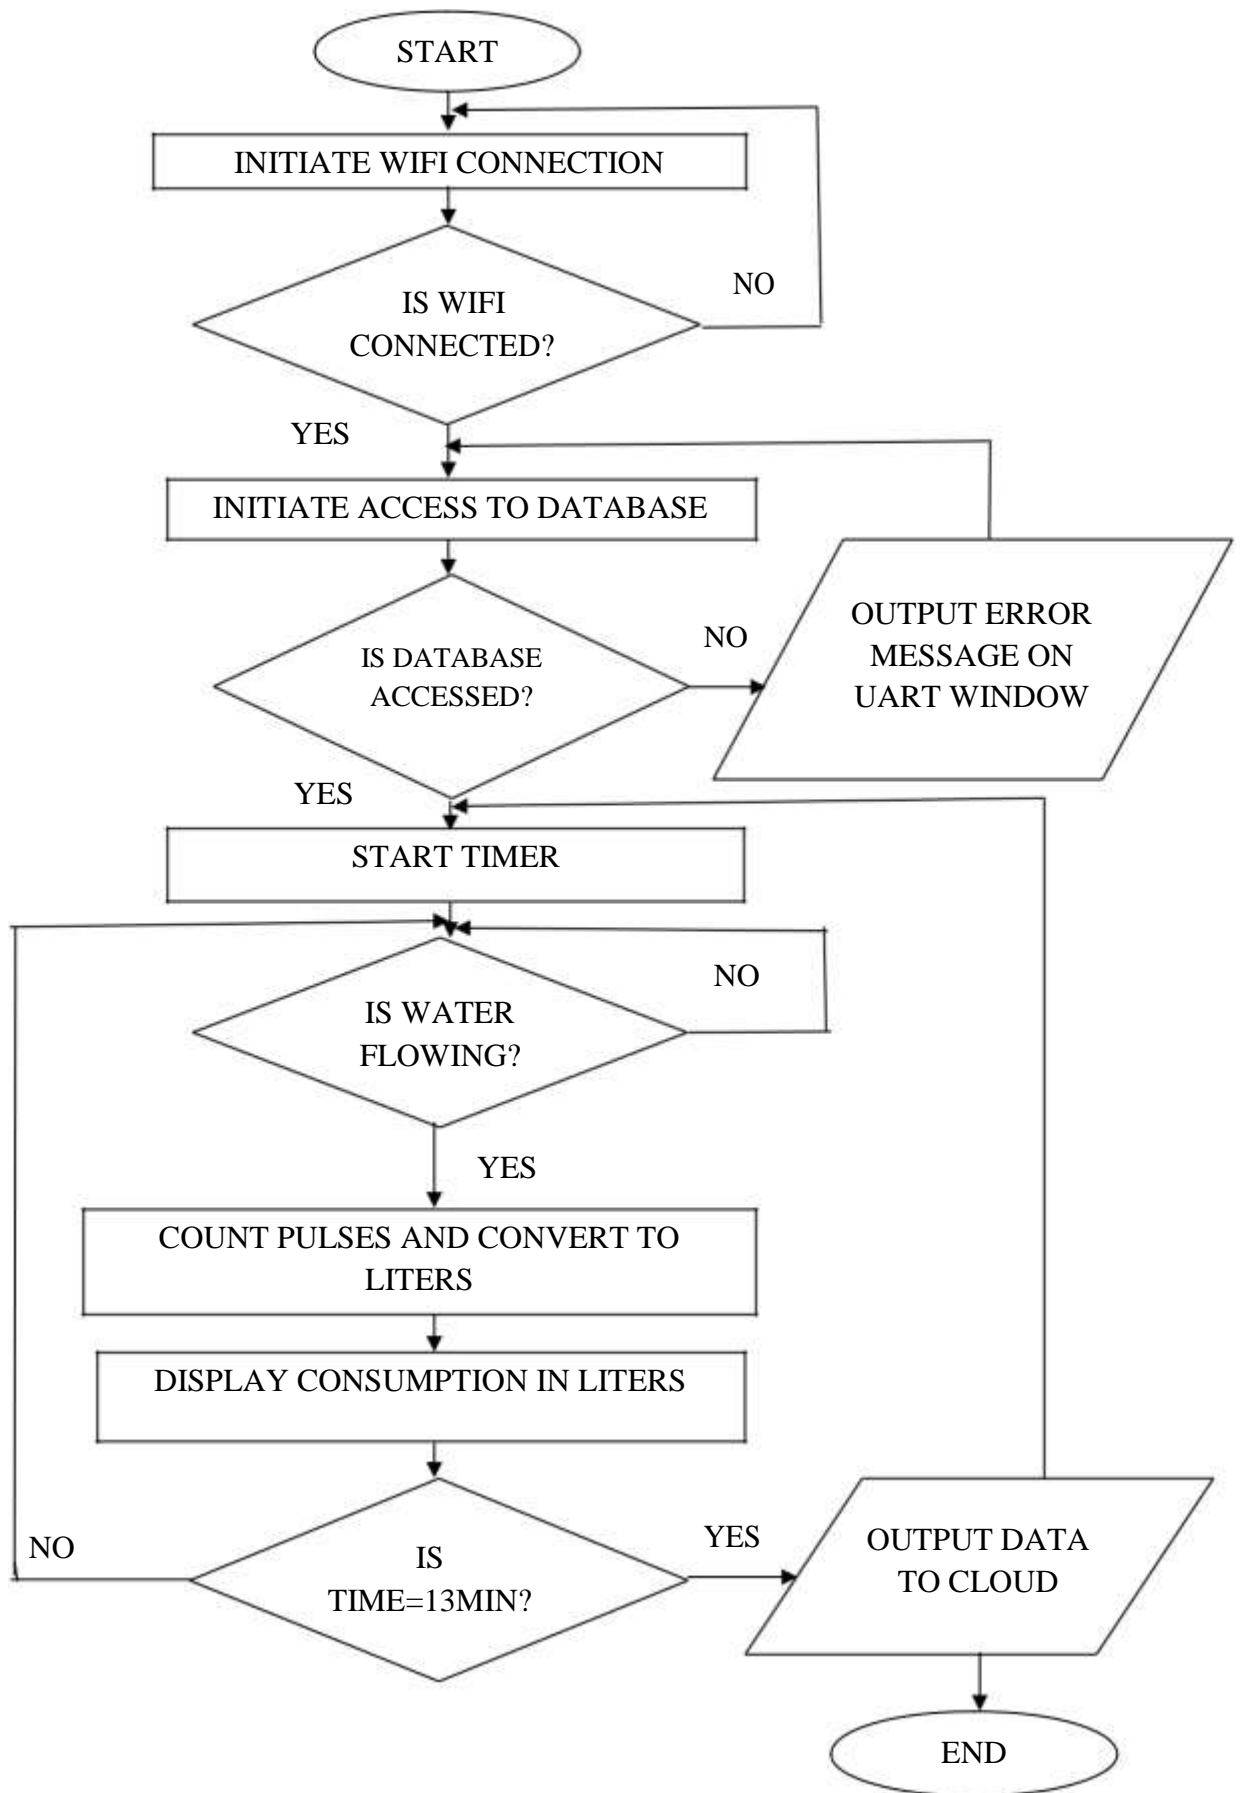 START
INITIATE WIFI CONNECTION
IS WIFI
CONNECTED?
NO
YES
INITIATE ACCESS TO DATABASE
IS DATABASE
ACCESSED?
NO
OUTPUT ERROR
MESSAGE ON
UART WINDOW
YES
START TIMER
IS WATER
FLOWING?
NO
YES
COUNT PULSES AND CONVERT TO
LITERS
DISPLAY CONSUMPTION IN LITERS
IS
TIME=13MIN?
NO
YES
OUTPUT DATA
TO CLOUD
END